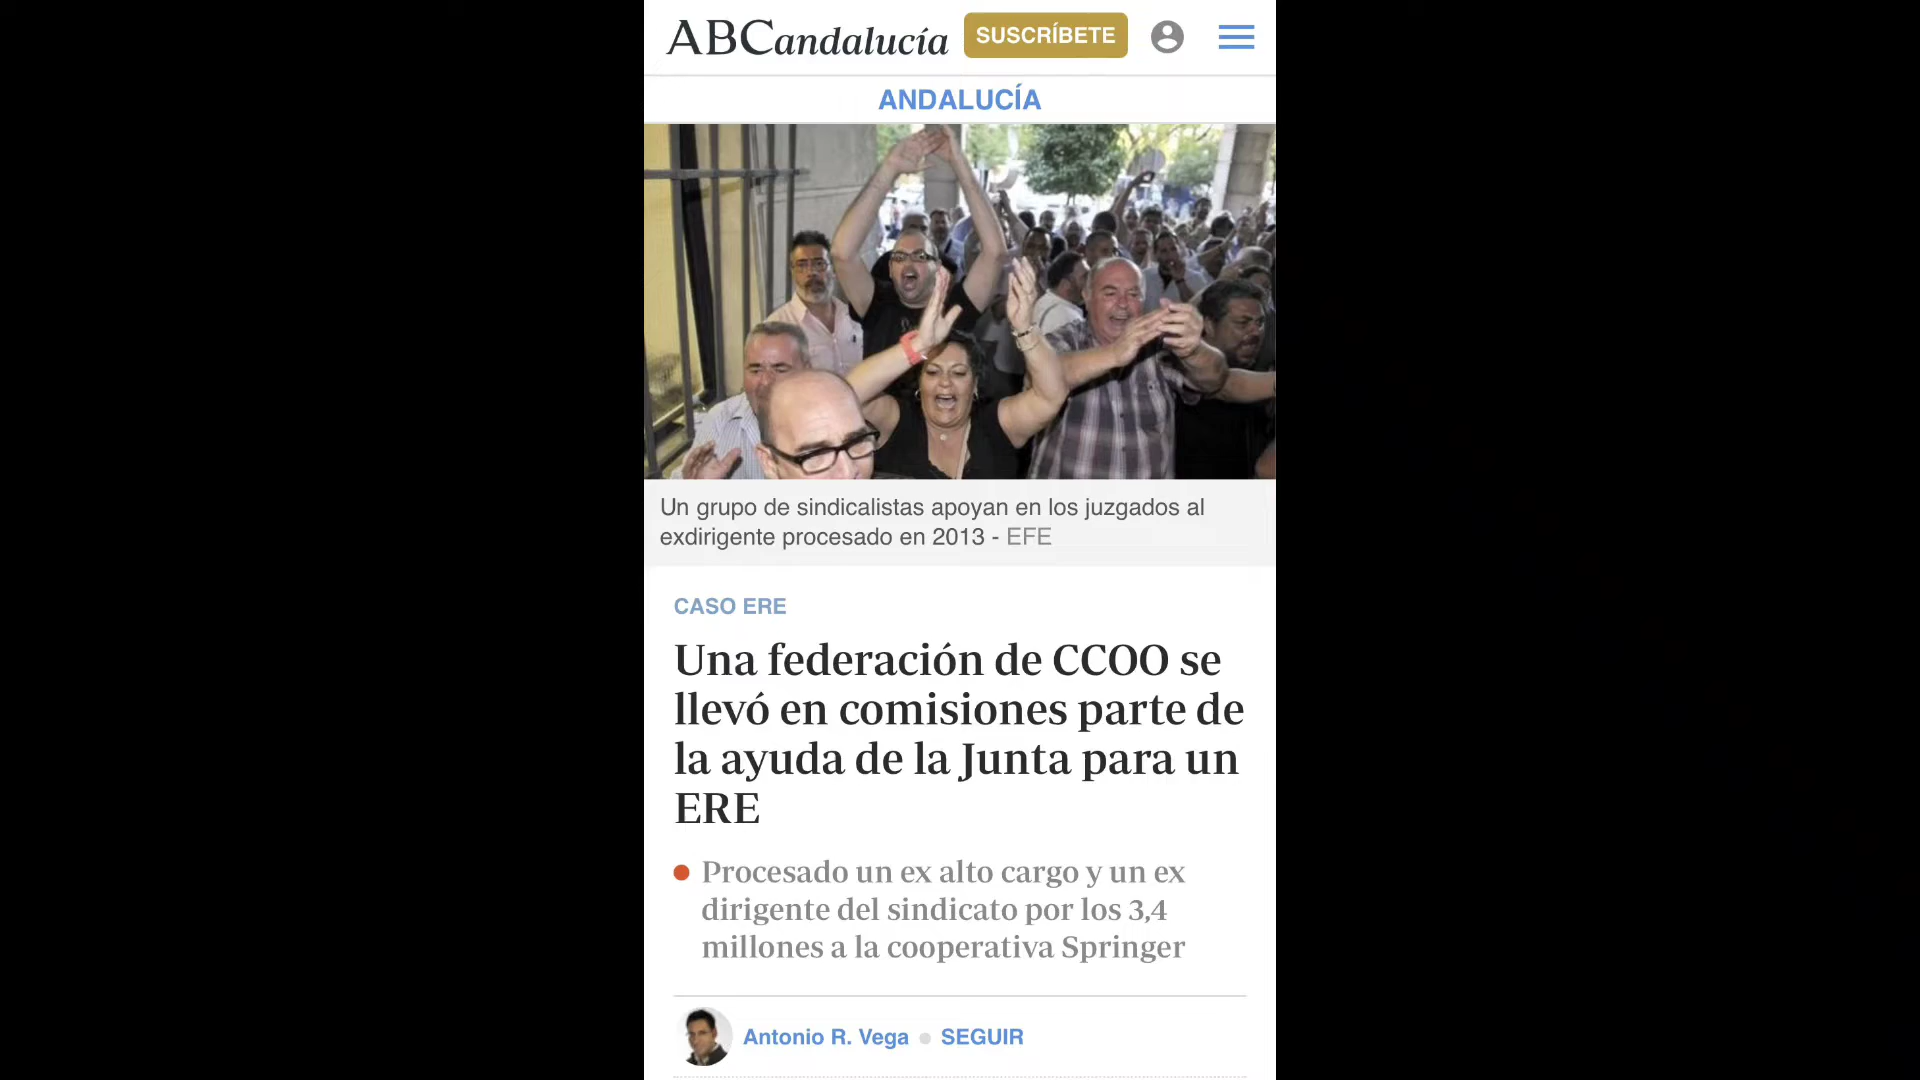 ABCandalucía
SUSCRÍBETE
ANDALUCÍA
Un grupo de sindicalistas apoyan en los juzgados al
exdirigente procesado en 2013 - EFE
CASO ERE
Una federación de CCOO se
llevó en comisiones parte de
la ayuda de la Junta para un
ERE
Procesado un ex alto cargo y un ex
dirigente del sindicato por los 3,4
millones a la cooperativa Springer
Antonio R. Vega SEGUIR